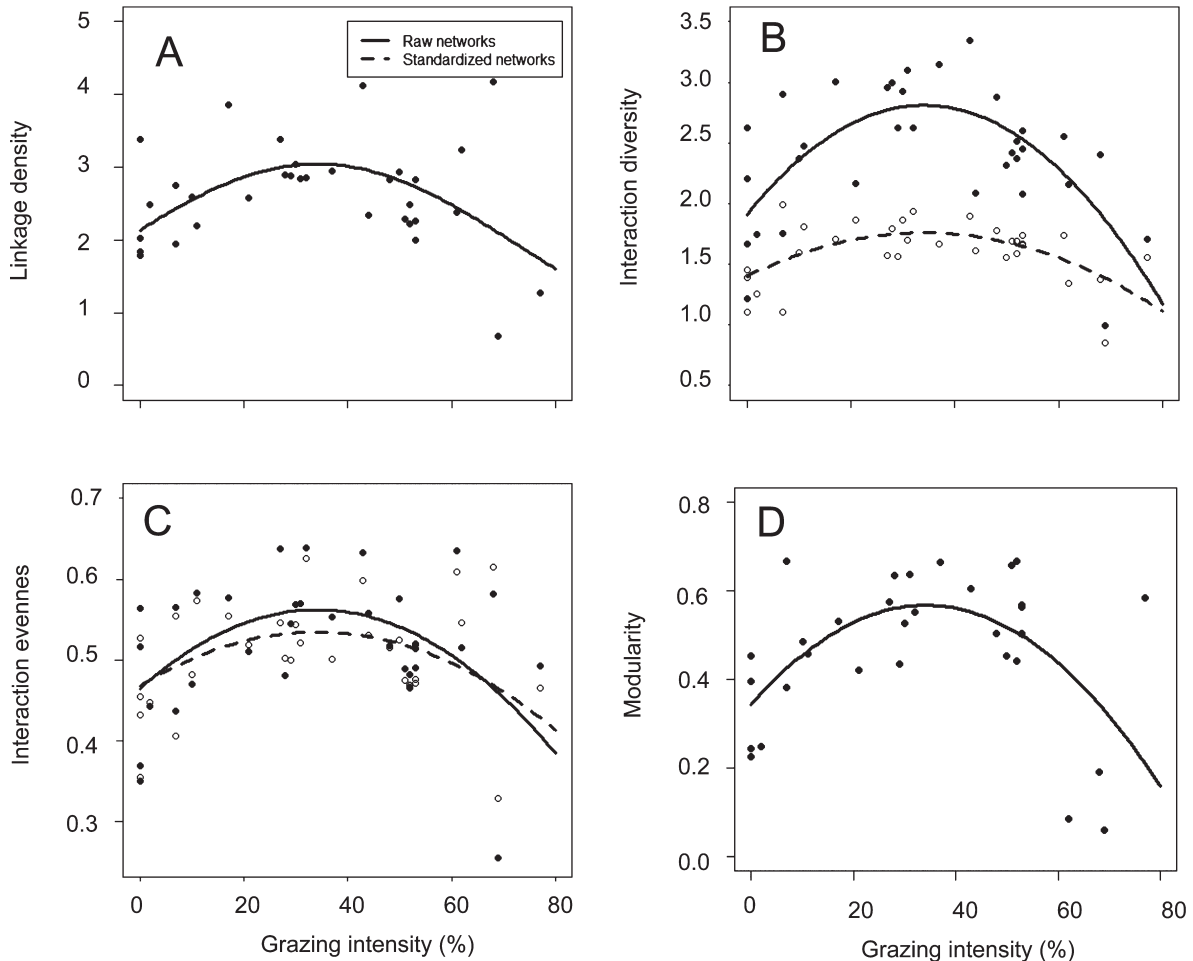 A
Raw networks
Standardized networks
Linkage density
5
4
3
2
1
0
B
Interaction diversity
3.5
3.0
2.5
2.0
1.5
1.0
0.5
C
Interaction evennes
0.7
0.6
0.5
0.4
0.3
0 20 40 60 80
Grazing intensity (%)
D
Modularity
0.8
0.6
0.4
0.2
0.0
0 20 40 60 80
Grazing intensity (%)